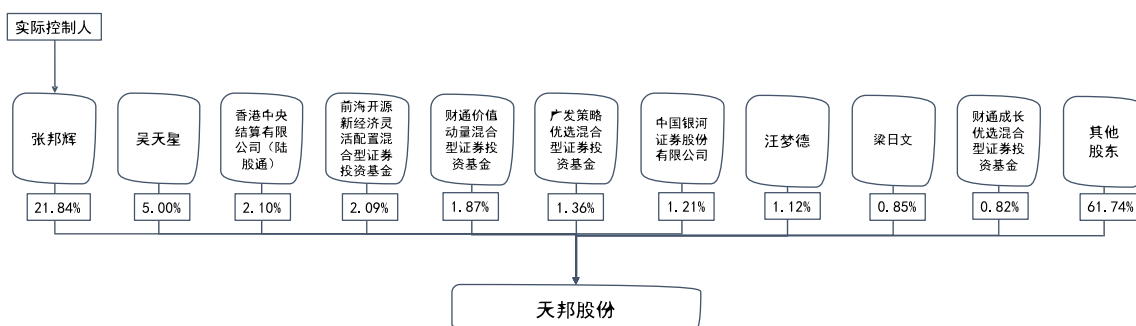 实际控制人
张邦辉
吴天星
香港中央
结算有限
公司（陆
股通）
前海开源
新经济灵
活配置混
合型证券
投资基金
财通价值
动量混合
型证券投
资基金
广发策略
优选混合
型证券投
资基金
中国银河
证券股份
有限公司
汪梦德
梁日文
财通成长
优选混合
型证券投
资基金
其他
股东
21.84%
5.00%
2.10%
2.09%
1.87%
1.36%
1.21%
1.12%
0.85%
0.82%
61.74%
天邦股份